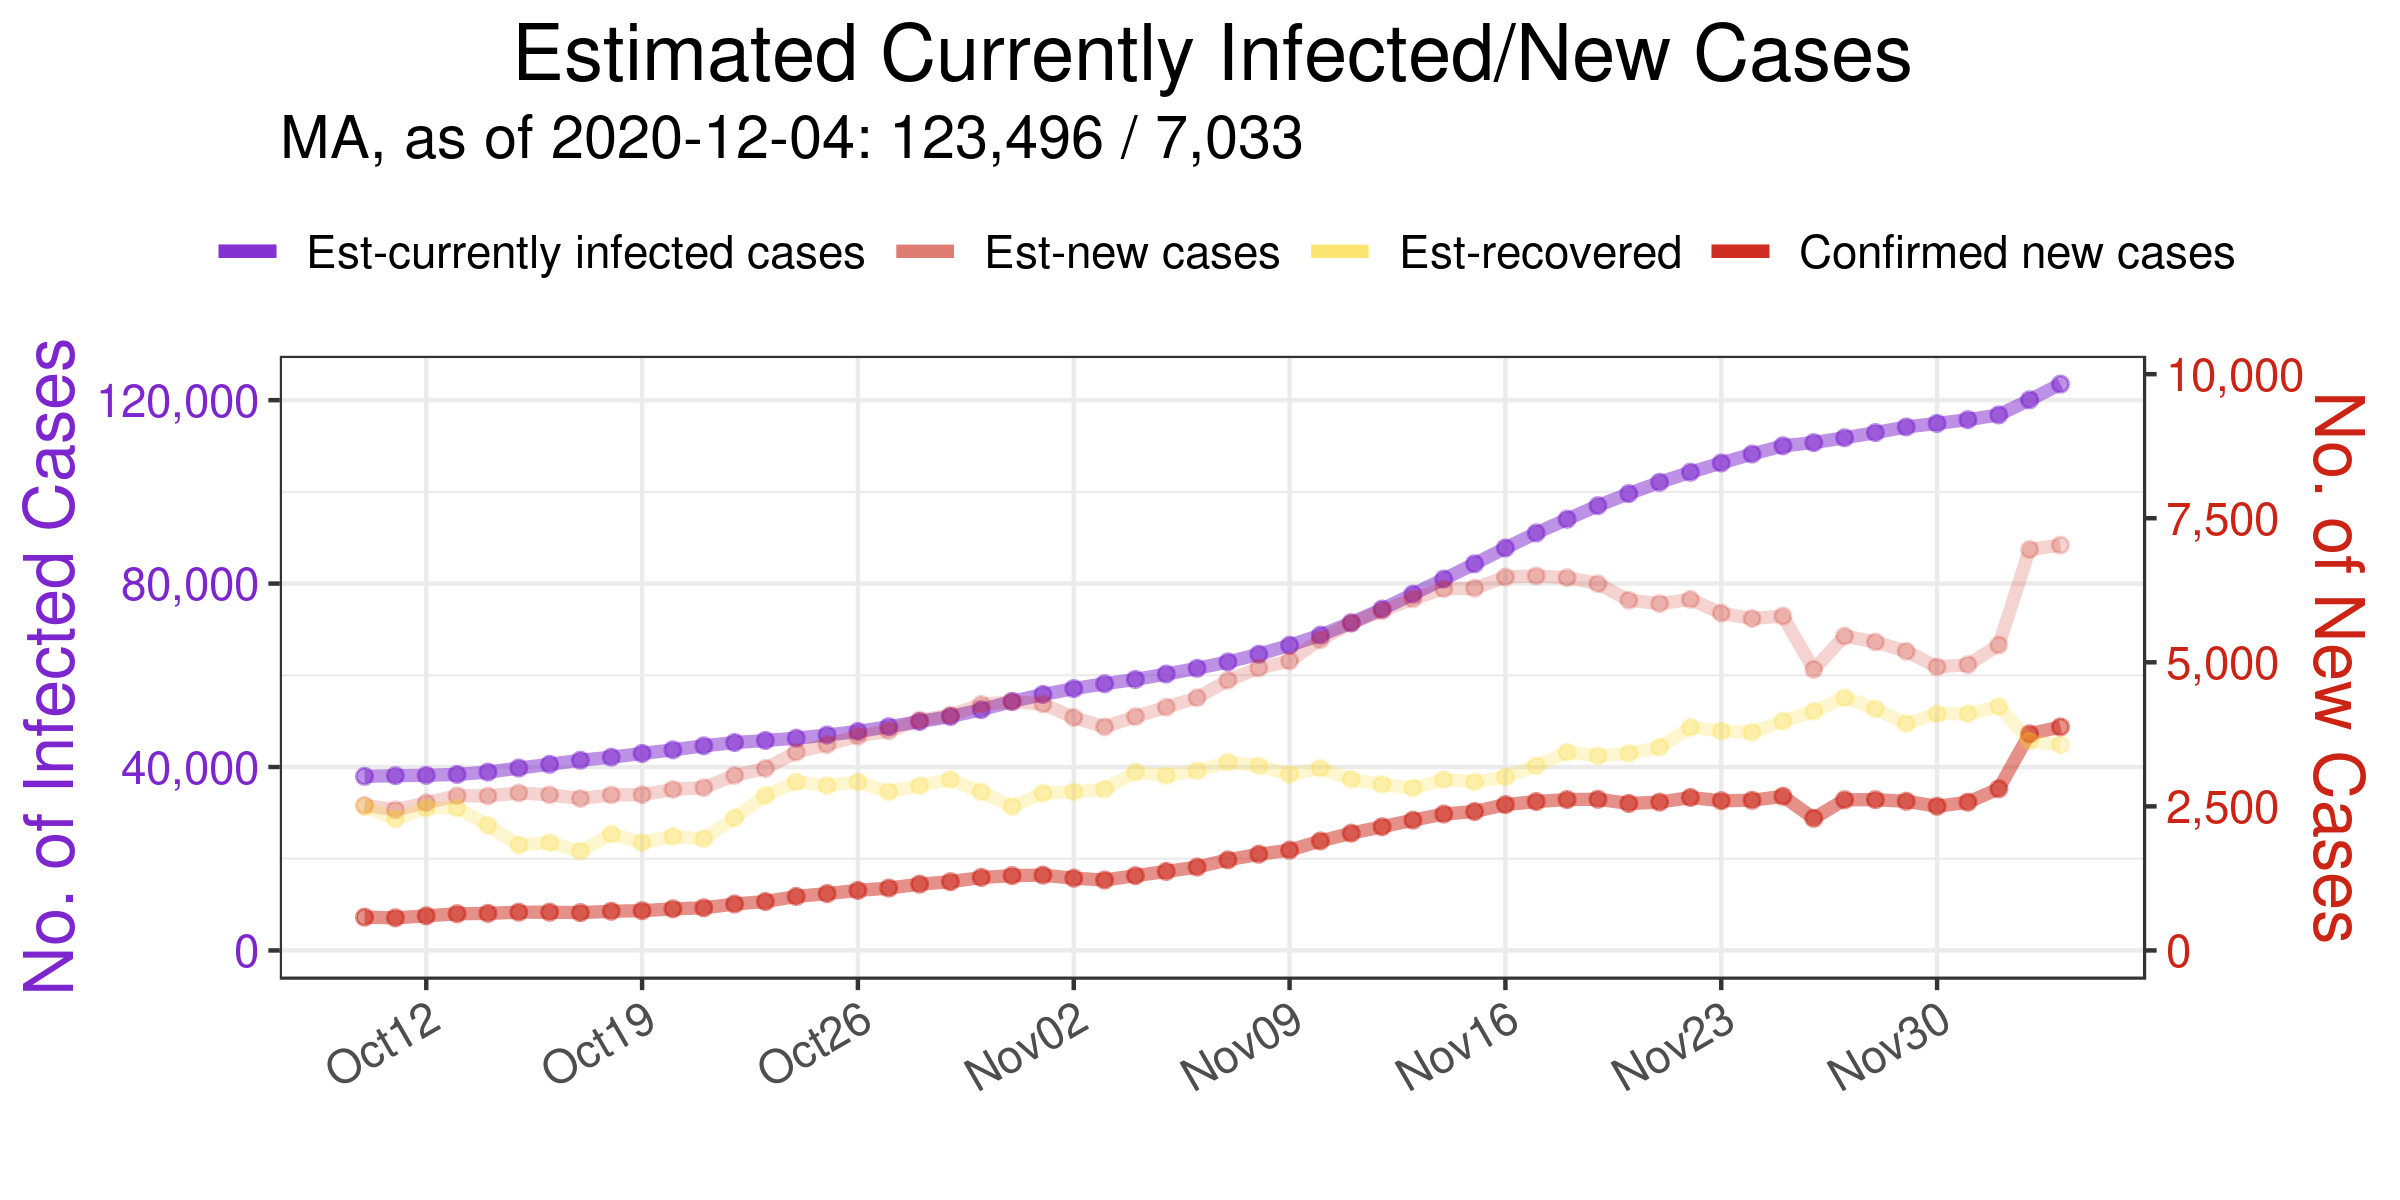 Estimated Currently Infected/New Cases
MA, as of 2020-12-04: 123,496 / 7,033
Est-currently infected cases Est-new cases Est-recovered Confirmed new cases
No. of Infected Cases
120,000
80,000
40,000
0
10,000
7,500
5,000
2,500
0
No. of New Cases
Oct12 Oct19 Oct26 Nov02 Nov09 Nov16 Nov23 Nov30